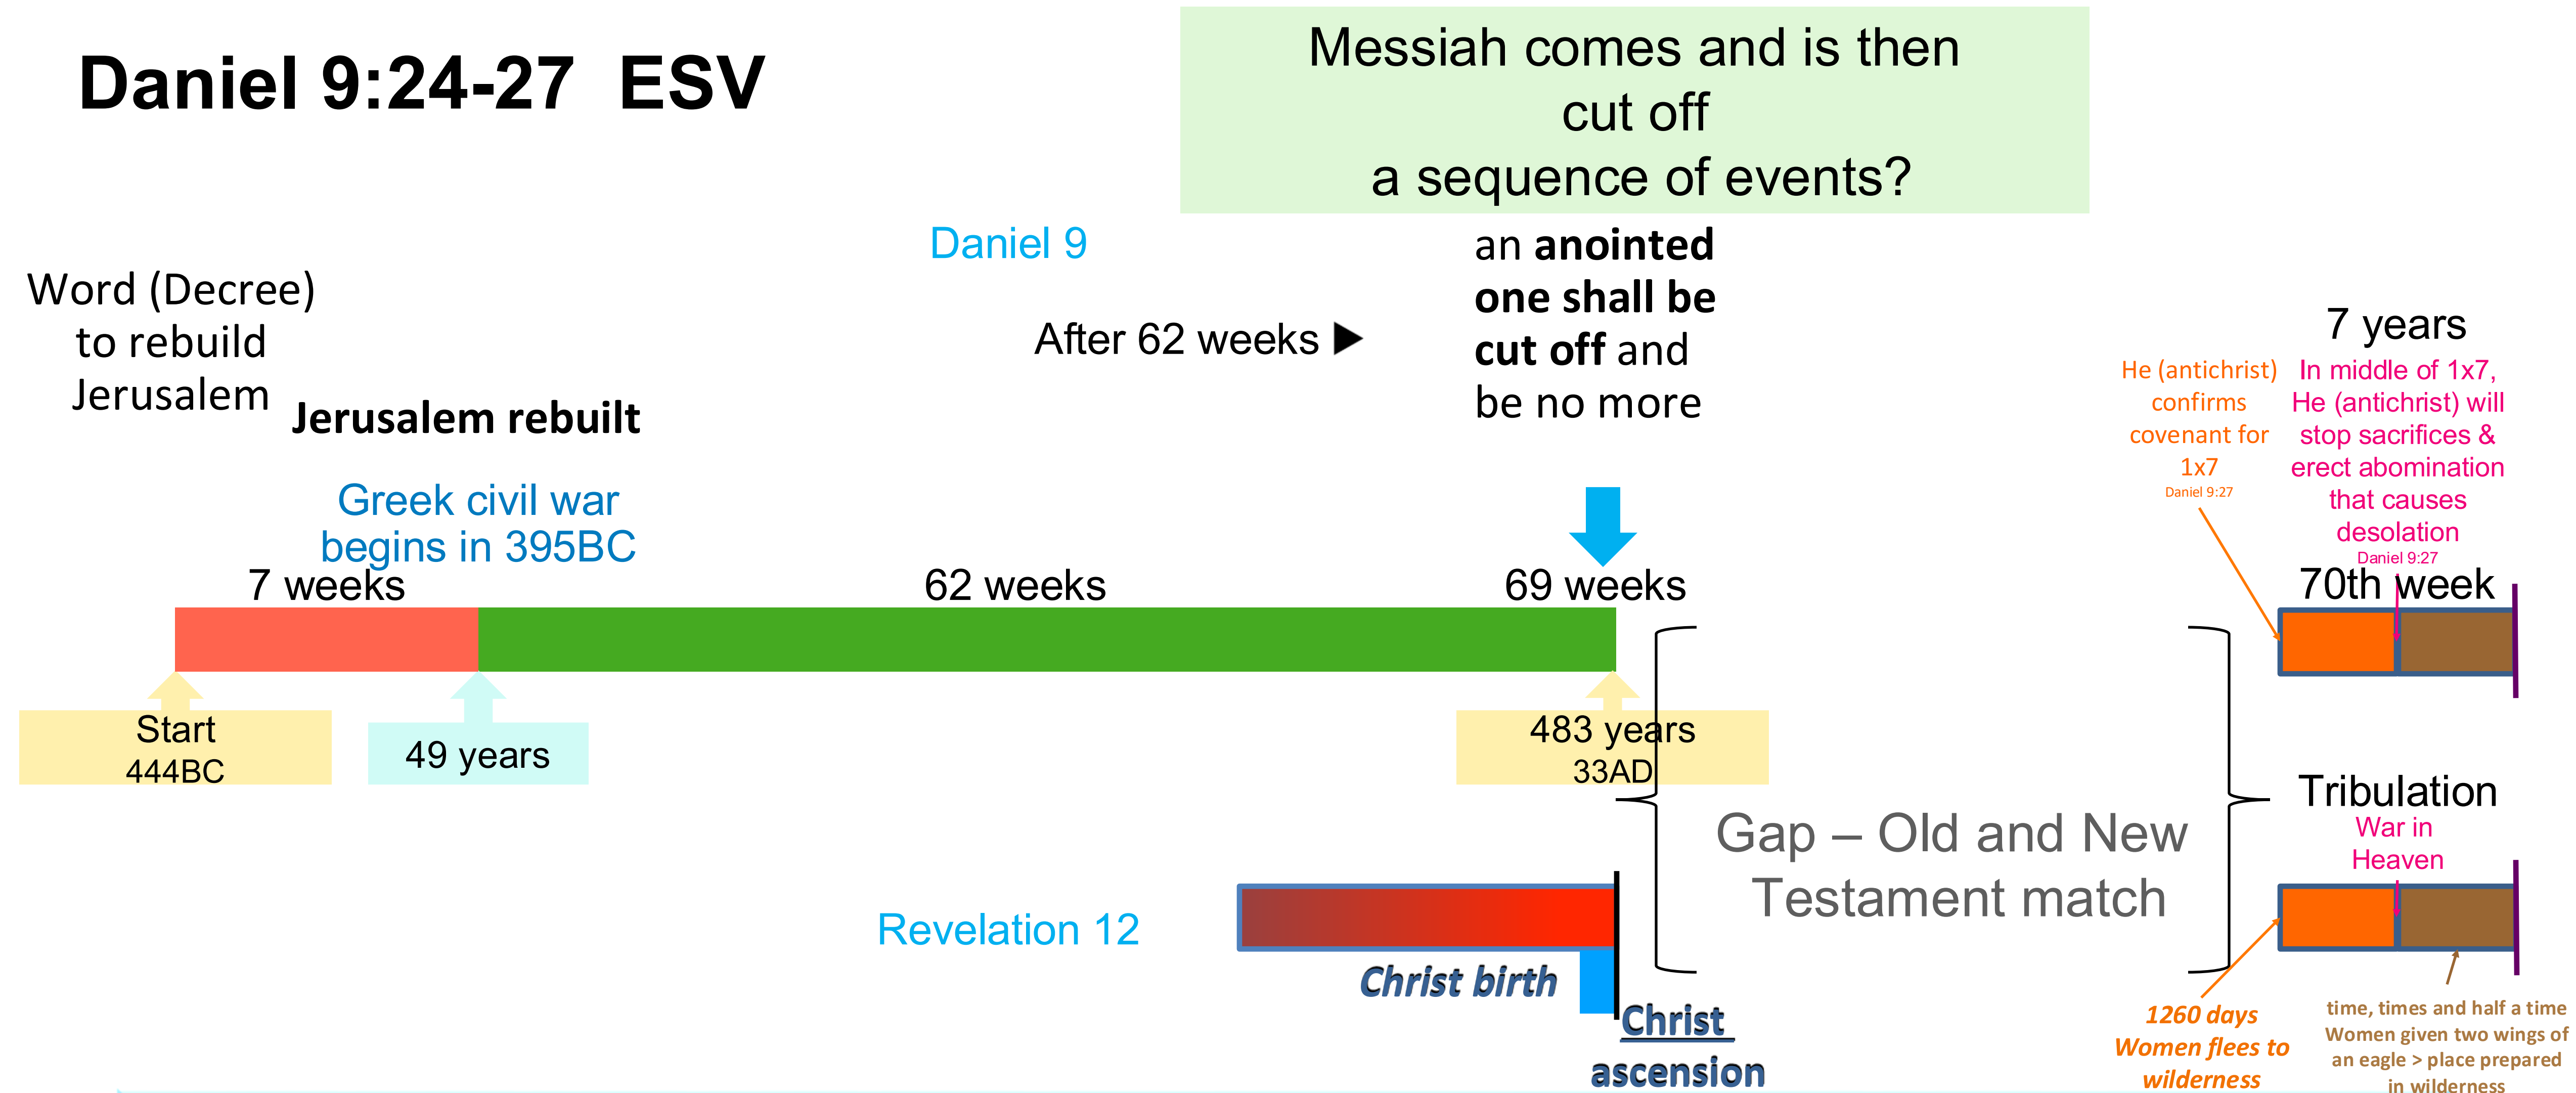 Daniel 9:24-27 ESV
Messiah comes and is then
cut off
a sequence of events?
Daniel 9
Word (Decree)
to rebuild
Jerusalem
Jerusalem rebuilt
After 62 weeks
an anointed
one shall be
cut off and
be no more
Greek civil war
begins in 395BC
7 weeks
62 weeks
69 weeks
He (antichrist)
confirms
covenant for
1x7
Daniel 9:27
7 years
In middle of 1x7,
He (antichrist) will
stop sacrifices &
erect abomination
that causes
desolation
Daniel 9:27
70th week
Start
444BC
49 years
483 years
33AD
Gap – Old and New
Testament match
Tribulation
War in
Heaven
Revelation 12
Christ birth
Christ
ascension
1260 days
Women flees to
wilderness
time, times and half a time
Women given two wings of
an eagle > place prepared
in wilderness